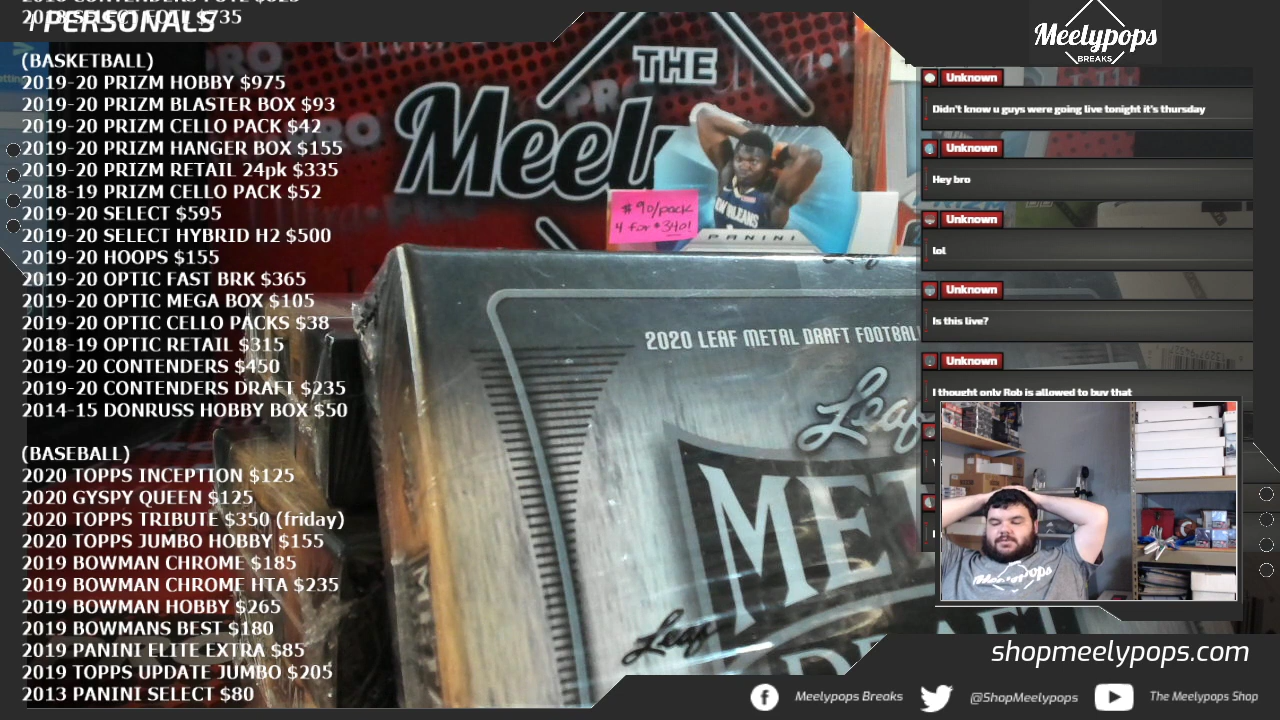 2018 SELECT FOTL $735
PERSONALS
(BASKETBALL)
2019-20 PRIZM HOBBY $975
2019-20 PRIZM BLASTER BOX $93
2019-20 PRIZM CELLO PACK $42
2019-20 PRIZM HANGER BOX $155
2019-20 PRIZM RETAIL 24pk $335
2018-19 PRIZM CELLO PACK $52
2019-20 SELECT $595
2019-20 SELECT HYBRID H2 $500
2019-20 HOOPS $155
2019-20 OPTIC FAST BRK $365
2019-20 OPTIC MEGA BOX $105
2019-20 OPTIC CELLO PACKS $38
2018-19 OPTIC RETAIL $315
2019-20 CONTENDERS $450
2019-20 CONTENDERS DRAFT $235
2014-15 DONRUSS HOBBY BOX $50
(BASEBALL)
2020 TOPPS INCEPTION $125
2020 GYSPY QUEEN $125
2020 TOPPS TRIBUTE $350 (friday)
2020 TOPPS JUMBO HOBBY $155
2019 BOWMAN CHROME $185
2019 BOWMAN CHROME HTA $235
2019 BOWMAN HOBBY $265
2019 BOWMANS BEST $180
2019 PANINI ELITE EXTRA $85
2019 TOPPS UPDATE JUMBO $205
2013 PANINI SELECT $80
THE
Meely
PRO
$90/pack
4 for $340!
PANINI
2020 LEAF METAL DRAFT FOOTBALL
Leaf
MET
DRAFT
Leaf
Meelypops
BREAKS
Unknown
Didn't know u guys were going live tonight it's thursday
Unknown
Hey bro
Unknown
lol
Unknown
Is this live?
Unknown
I thought only Rob is allowed to buy that
Meelypops
shopmeelypops.com
Meelypops Breaks
@ShopMeelypops
The Meelypops Shop